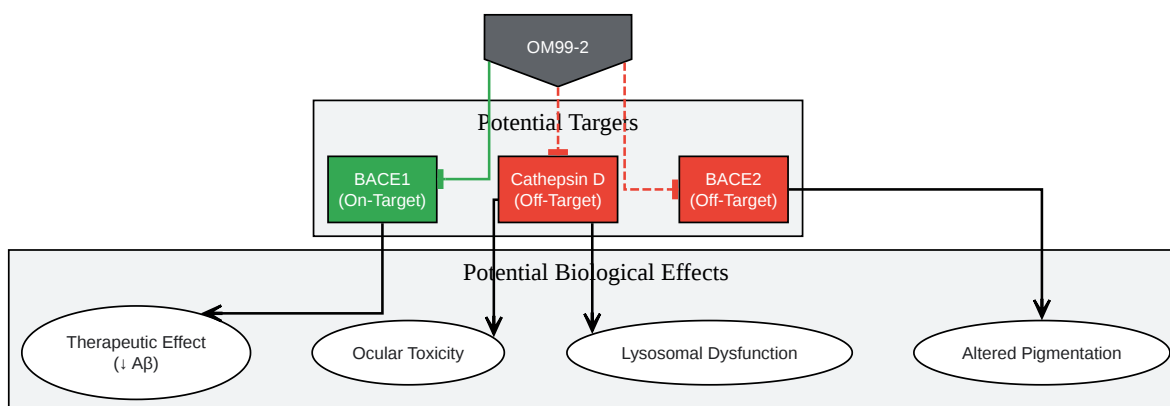 OM99-2
Potential Targets
BACE1
(On-Target)
Cathepsin D
(Off-Target)
BACE2
(Off-Target)
Potential Biological Effects
Therapeutic Effect
(↓ Aβ)
Ocular Toxicity
Lysosomal Dysfunction
Altered Pigmentation